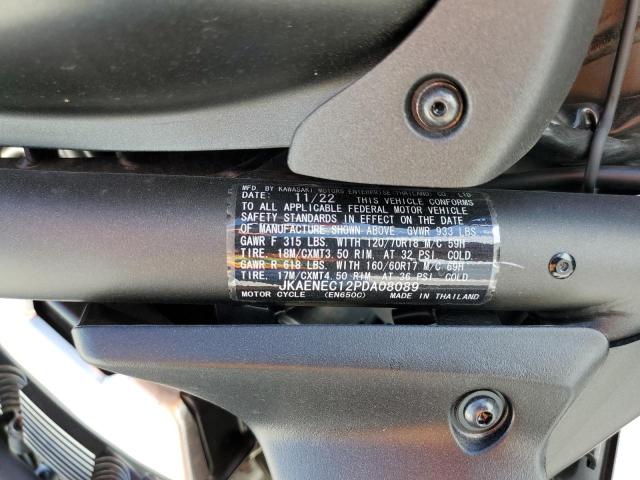 MFD. BY KAWASAKI MOTORS ENTERPRISE (THAILAND) CO., LTD
DATE: 11/22 THIS VEHICLE CONFORMS
TO ALL APPLICABLE FEDERAL MOTOR VEHICLE
SAFETY STANDARDS IN EFFECT ON THE DATE
OF MANUFACTURE SHOWN ABOVE. GVWR 933 LBS
GAWR F 315 LBS. WITH 120/70R18 M/C 59H
TIRE. 18M/CXMT3.50 RIM. AT 32 PSI COLD.
GAWR R 618 LBS. WITH 160/60R17 M/C 69H
TIRE. 17M/CXMT4.50 RIM. AT 36 PSI COLD.
JKAENEC12PDA08089
MOTOR CYCLE (EN650C) MADE IN THAILAND